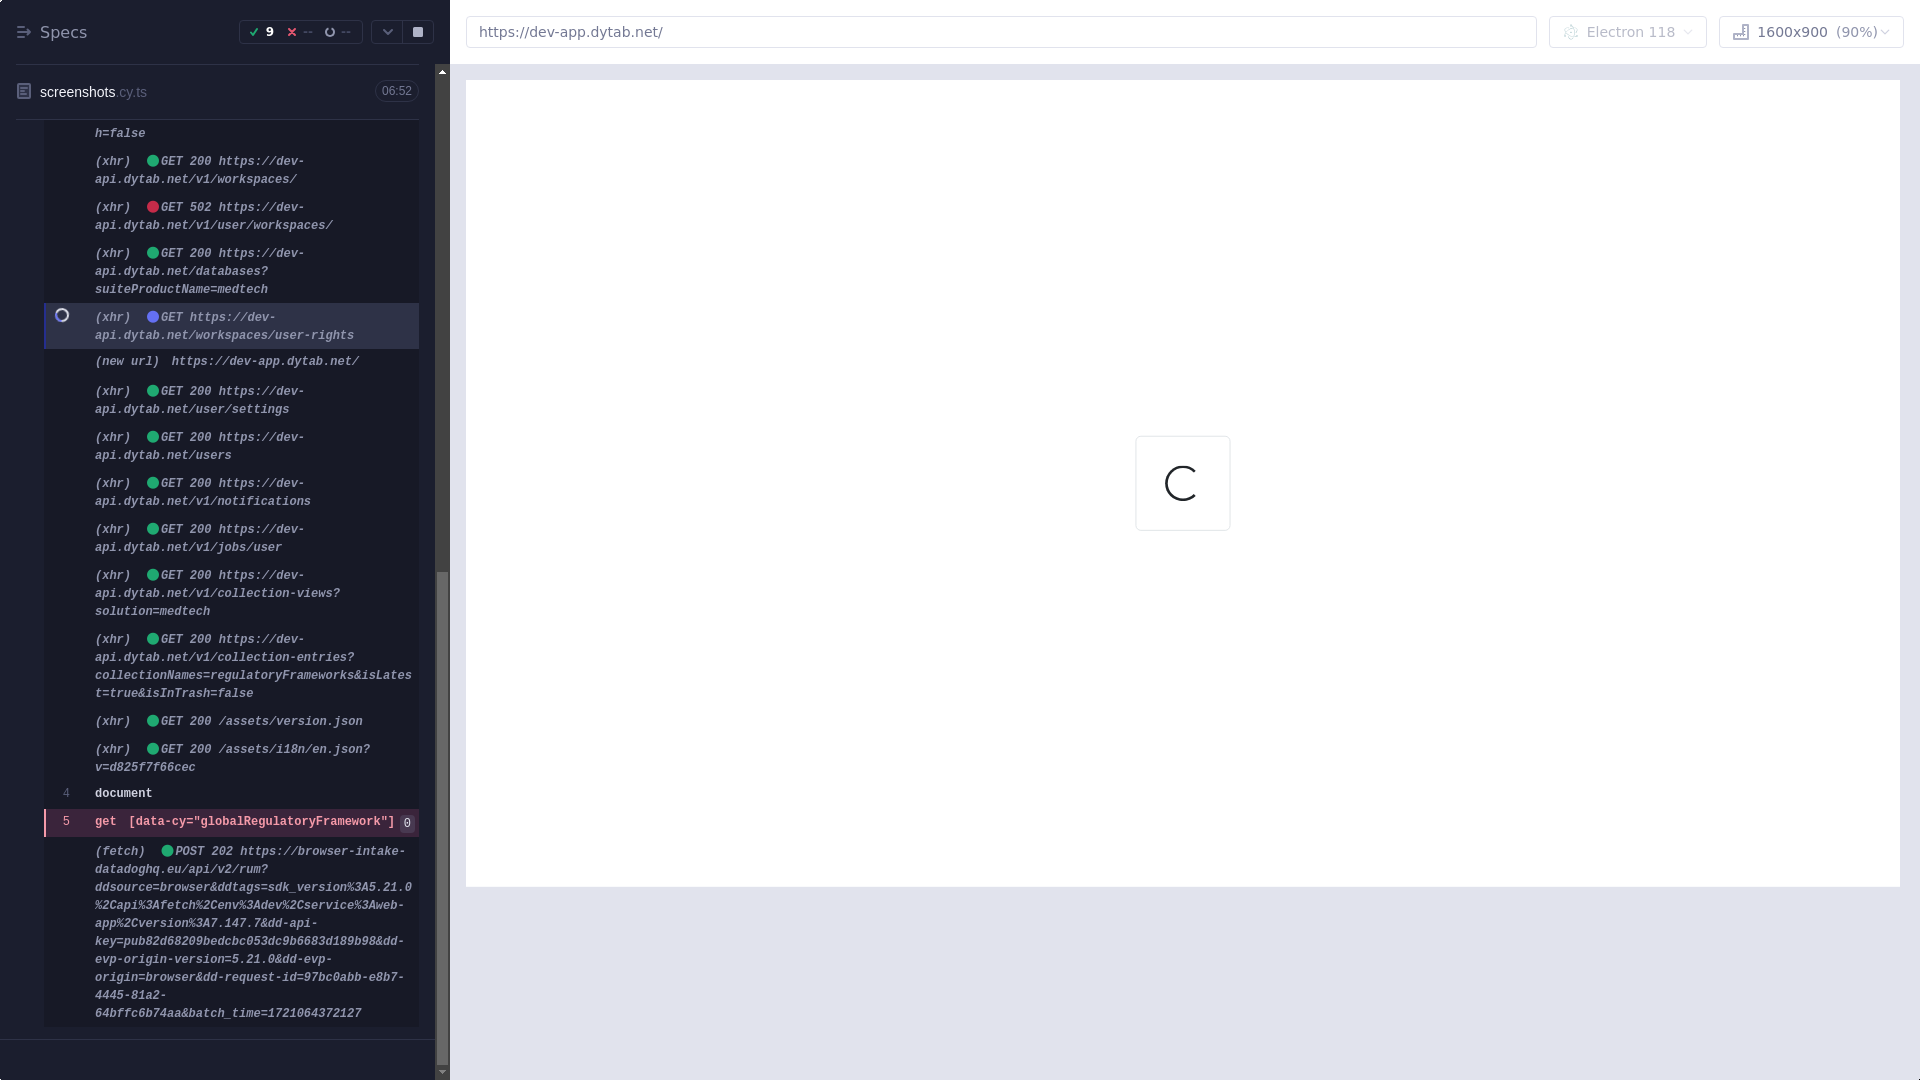 Specs
9
--
--
https://dev-app.dytab.net/
Electron 118
1600x900 (90%)
screenshots.cy.ts
06:52
h=false
(xhr) GET 200 https://dev-
api.dytab.net/v1/workspaces/
(xhr) GET 502 https://dev-
api.dytab.net/v1/user/workspaces/
(xhr) GET 200 https://dev-
api.dytab.net/databases?
suiteProductName=medtech
(xhr) GET https://dev-
api.dytab.net/workspaces/user-rights
(new url) https://dev-app.dytab.net/
(xhr) GET 200 https://dev-
api.dytab.net/user/settings
(xhr) GET 200 https://dev-
api.dytab.net/users
(xhr) GET 200 https://dev-
api.dytab.net/v1/notifications
(xhr) GET 200 https://dev-
api.dytab.net/v1/jobs/user
(xhr) GET 200 https://dev-
api.dytab.net/v1/collection-views?
solution=medtech
(xhr) GET 200 https://dev-
api.dytab.net/v1/collection-entries?
collectionNames=regulatoryFrameworks&isLates
t=true&isInTrash=false
(xhr) GET 200 /assets/version.json
(xhr) GET 200 /assets/i18n/en.json?
v=d825f7f66cec
4 document
5 get [data-cy="globalRegulatoryFramework"] 0
(fetch) POST 202 https://browser-intake-
datadoghq.eu/api/v2/rum?
ddsource=browser&ddtags=sdk_version%3A5.21.0
%2Capi%3Afetch%2Cenv%3Adev%2Cservice%3Aweb-
app%2Cversion%3A7.147.7&dd-api-
key=pub82d68209bedcbc053dc9b6683d189b98&dd-
evp-origin-version=5.21.0&dd-evp-
origin=browser&dd-request-id=97bc0abb-e8b7-
4445-81a2-
64bffc6b74aa&batch_time=1721064372127